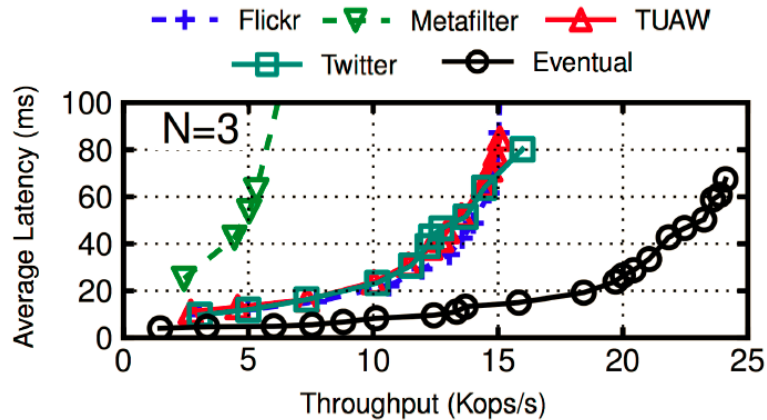 Flickr Metafilter TUAW
Twitter Eventual
N=3
Average Latency (ms)
100
80
60
40
20
0
0 5 10 15 20 25
Throughput (Kops/s)